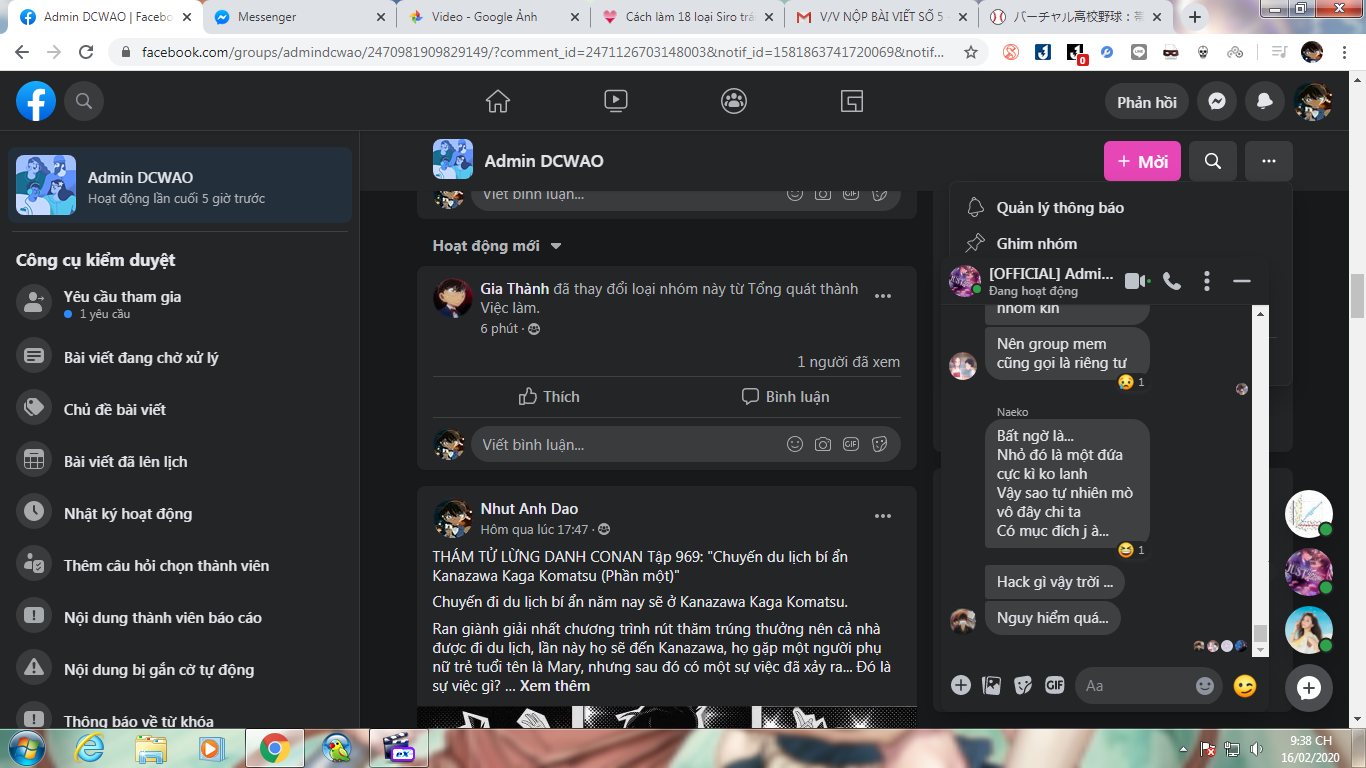 Admin DCWAO | Facebo
Messenger
Video - Google Ảnh
Cách làm 18 loại Siro trá
V/V NỘP BÀI VIẾT SỐ 5
バーチャル高校野球：帯
facebook.com/groups/admindcwao/2470981909829149/?comment_id=2471126703148003&notif_id=1581863741720069&notif...
0
Phản hồi
Admin DCWAO
Hoạt động lần cuối 5 giờ trước
Công cụ kiểm duyệt
Yêu cầu tham gia
1 yêu cầu
Bài viết đang chờ xử lý
Chủ đề bài viết
Bài viết đã lên lịch
Nhật ký hoạt động
Thêm câu hỏi chọn thành viên
Nội dung thành viên báo cáo
Nội dung bị gắn cờ tự động
Thông báo về từ khóa
Admin DCWAO
+ Mời
Viết bình luận...
GIF
Hoạt động mới
Gia Thành đã thay đổi loại nhóm này từ Tổng quát thành
Việc làm.
6 phút ·
1 người đã xem
Thích
Bình luận
Viết bình luận...
GIF
Nhut Anh Dao
Hôm qua lúc 17:47 ·
THÁM TỬ LỪNG DANH CONAN Tập 969: "Chuyến du lịch bí ẩn
Kanazawa Kaga Komatsu (Phần một)"
Chuyến đi du lịch bí ẩn năm nay sẽ ở Kanazawa Kaga Komatsu.
Ran giành giải nhất chương trình rút thăm trúng thưởng nên cả nhà
được đi du lịch, lần này họ sẽ đến Kanazawa, họ gặp một người phụ
nữ trẻ tuổi tên là Mary, nhưng sau đó có một sự việc đã xảy ra... Đó là
sự việc gì? ... Xem thêm
Quản lý thông báo
Ghim nhóm
[OFFICIAL] Admi...
Đang hoạt động
nhóm kín
Nên group mem
cũng gọi là riêng tư
1
Naeko
Bất ngờ là...
Nhỏ đó là một đứa
cực kì ko lanh
Vậy sao tự nhiên mò
vô đây chi ta
Có mục đích j à...
1
Hack gì vậy trời ...
Nguy hiểm quá...
GIF
Aa
9:38 CH
16/02/2020